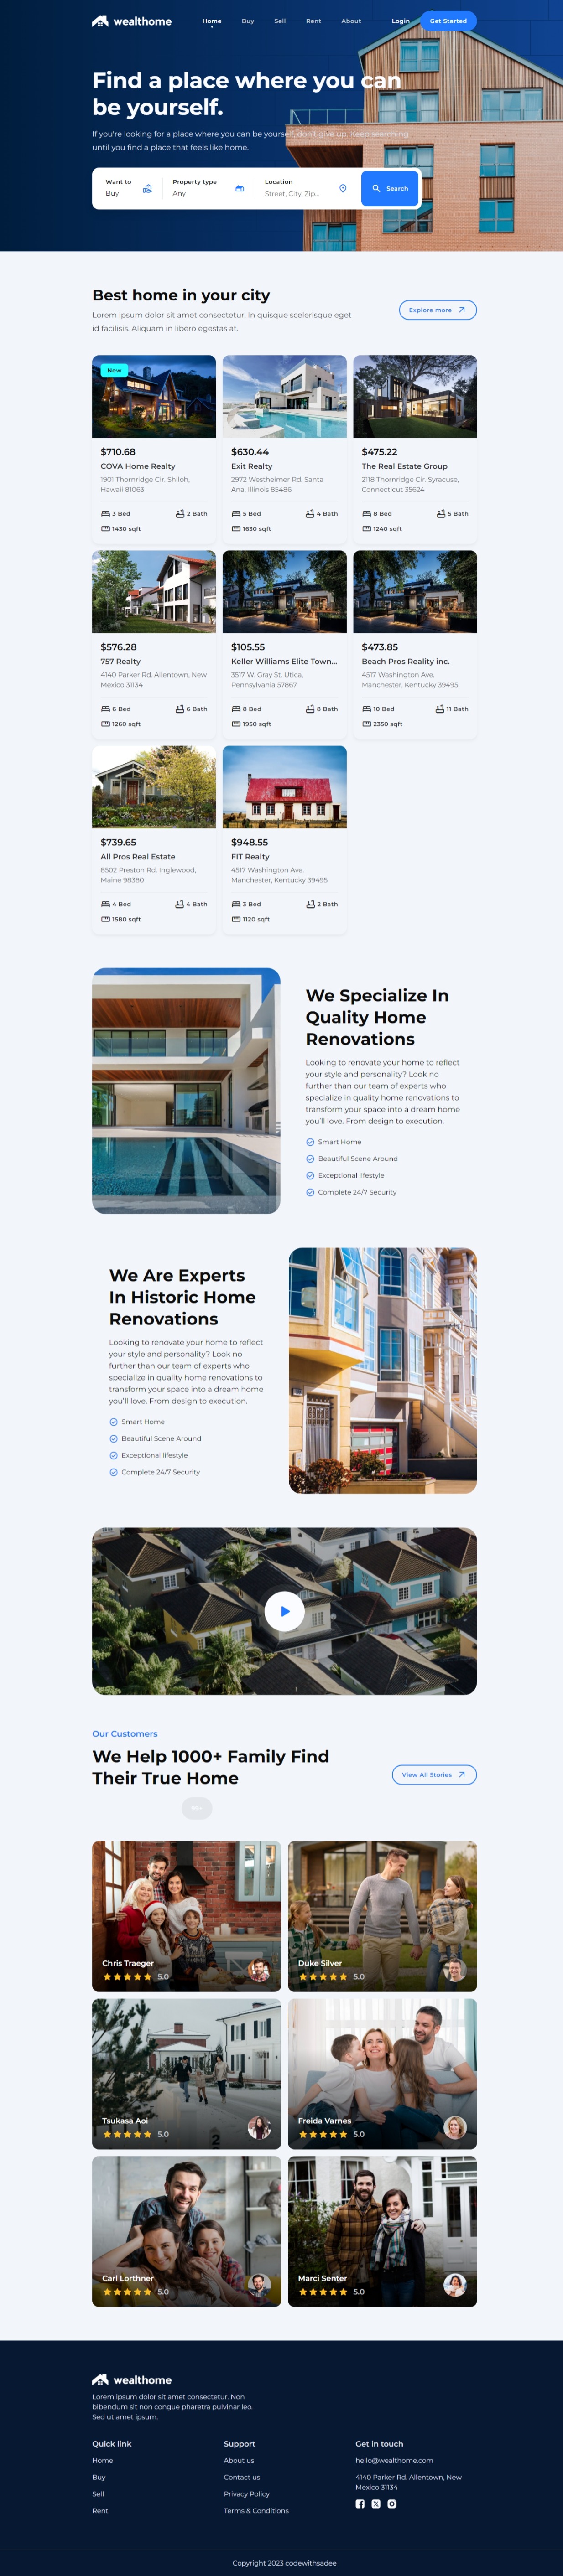 wealthome
Home
Buy
Sell
Rent
About
Login
Get Started
Find a place where you can
be yourself.
If you're looking for a place where you can be yourself, don't give up. Keep searching
until you find a place that feels like home.
Want to
Buy
Property type
Any
Location
Street, City, Zip...
Search
Best home in your city
Lorem ipsum dolor sit amet consectetur. In quisque scelerisque eget
id facilisis. Aliquam in libero egestas at.
Explore more
New
$710.68
COVA Home Realty
1901 Thornridge Cir. Shiloh,
Hawaii 81063
3 Bed
2 Bath
1430 sqft
$630.44
Exit Realty
2972 Westheimer Rd. Santa
Ana, Illinois 85486
5 Bed
4 Bath
1630 sqft
$475.22
The Real Estate Group
2118 Thornridge Cir. Syracuse,
Connecticut 35624
8 Bed
5 Bath
1240 sqft
$576.28
757 Realty
4140 Parker Rd. Allentown, New
Mexico 31134
6 Bed
6 Bath
1260 sqft
$105.55
Keller Williams Elite Town...
3517 W. Gray St. Utica,
Pennsylvania 57867
8 Bed
8 Bath
1950 sqft
$473.85
Beach Pros Reality inc.
4517 Washington Ave.
Manchester, Kentucky 39495
10 Bed
11 Bath
2350 sqft
$739.65
All Pros Real Estate
8502 Preston Rd. Inglewood,
Maine 98380
4 Bed
4 Bath
1580 sqft
$948.55
FIT Realty
4517 Washington Ave.
Manchester, Kentucky 39495
3 Bed
2 Bath
1120 sqft
We Specialize In
Quality Home
Renovations
Looking to renovate your home to reflect
your style and personality? Look no
further than our team of experts who
specialize in quality home renovations to
transform your space into a dream home
you'll love. From design to execution.
Smart Home
Beautiful Scene Around
Exceptional lifestyle
Complete 24/7 Security
We Are Experts
In Historic Home
Renovations
Looking to renovate your home to reflect
your style and personality? Look no
further than our team of experts who
specialize in quality home renovations to
transform your space into a dream home
you'll love. From design to execution.
Smart Home
Beautiful Scene Around
Exceptional lifestyle
Complete 24/7 Security
Our Customers
We Help 1000+ Family Find
Their True Home
View All Stories
Chris Traeger
5.0
Duke Silver
5.0
Tsukasa Aoi
5.0
2
Freida Varnes
5.0
Carl Lorthner
5.0
Marci Senter
5.0
wealthome
Lorem ipsum dolor sit amet consectetur. Non
bibendum sit non congue pharetra pulvinar leo.
Sed ut amet ipsum.
Quick link
Home
Buy
Sell
Rent
Support
About us
Contact us
Privacy Policy
Terms & Conditions
Get in touch
hello@wealthome.com
4140 Parker Rd. Allentown, New
Mexico 31134
Copyright 2023 codewithsadee